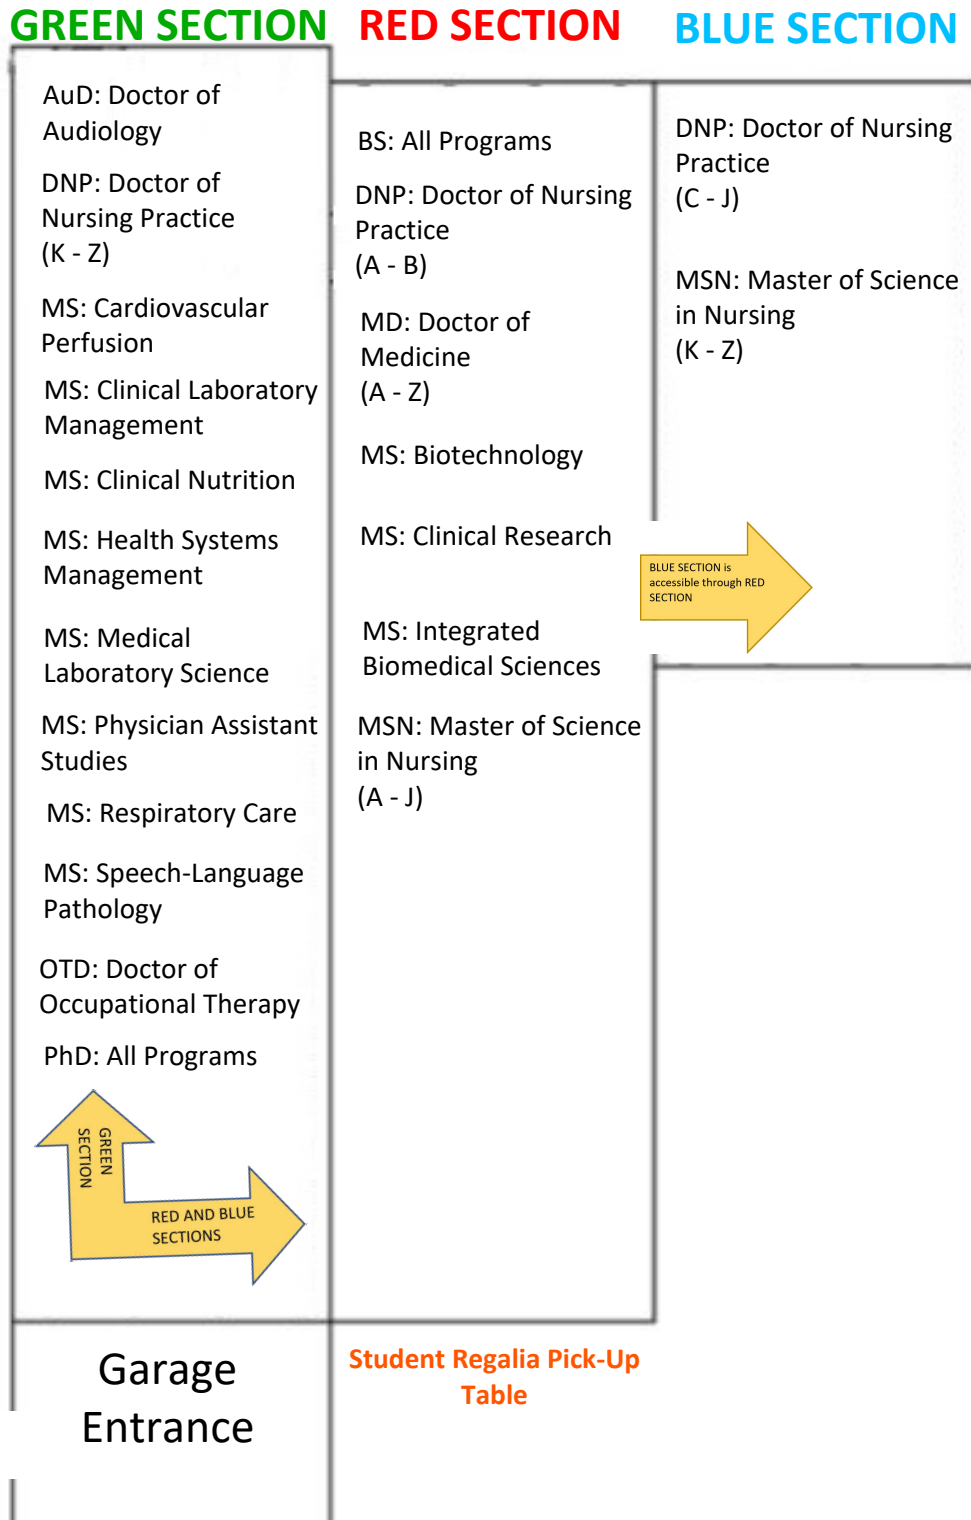 GREEN SECTION
AuD: Doctor of
Audiology
DNP: Doctor of
Nursing Practice
(K - Z)
MS: Cardiovascular
Perfusion
MS: Clinical Laboratory
Management
MS: Clinical Nutrition
MS: Health Systems
Management
MS: Medical
Laboratory Science
MS: Physician Assistant
Studies
MS: Respiratory Care
MS: Speech-Language
Pathology
OTD: Doctor of
Occupational Therapy
PhD: All Programs
GREEN
SECTION
RED AND BLUE
SECTIONS
Garage
Entrance
RED SECTION
BS: All Programs
DNP: Doctor of Nursing
Practice
(A - B)
MD: Doctor of
Medicine
(A - Z)
MS: Biotechnology
MS: Clinical Research
MS: Integrated
Biomedical Sciences
MSN: Master of Science
in Nursing
(A - J)
Student Regalia Pick-Up
Table
BLUE SECTION
DNP: Doctor of Nursing
Practice
(C - J)
MSN: Master of Science
in Nursing
(K - Z)
BLUE SECTION is
accessible through RED
SECTION